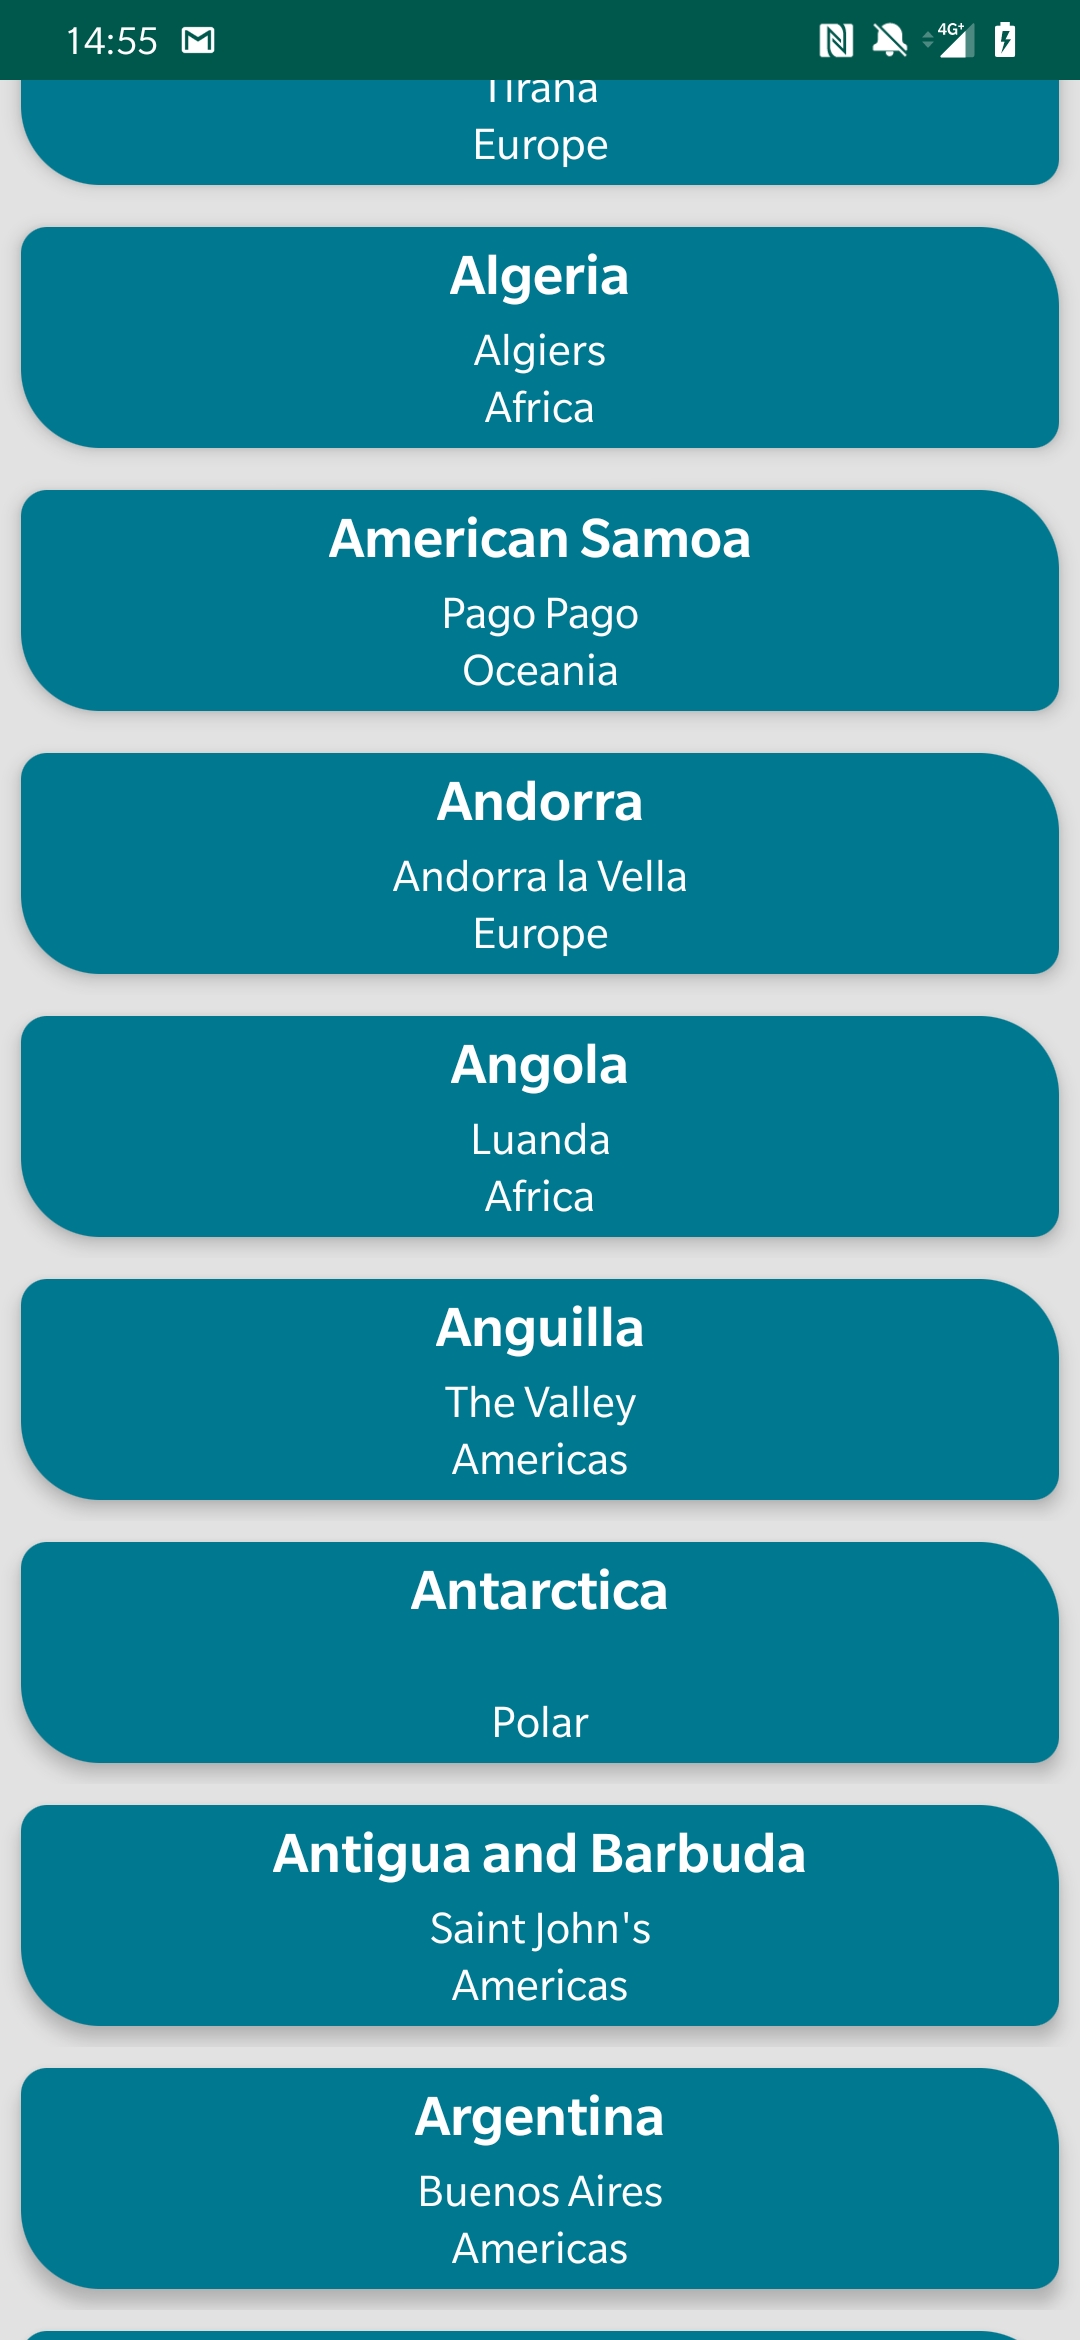 14:55
4G+
Tirana
Europe
Algeria
Algiers
Africa
American Samoa
Pago Pago
Oceania
Andorra
Andorra la Vella
Europe
Angola
Luanda
Africa
Anguilla
The Valley
Americas
Antarctica
Polar
Antigua and Barbuda
Saint John's
Americas
Argentina
Buenos Aires
Americas